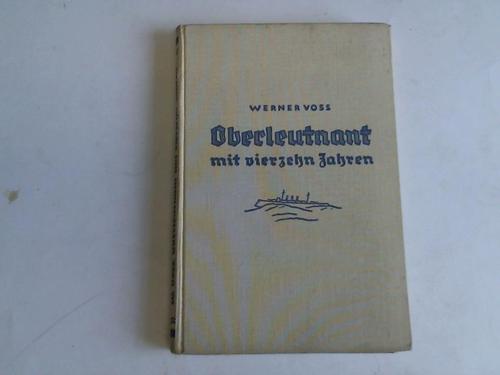 WERNER VOSS
Oberleutnant
mit vierzehn Jahren